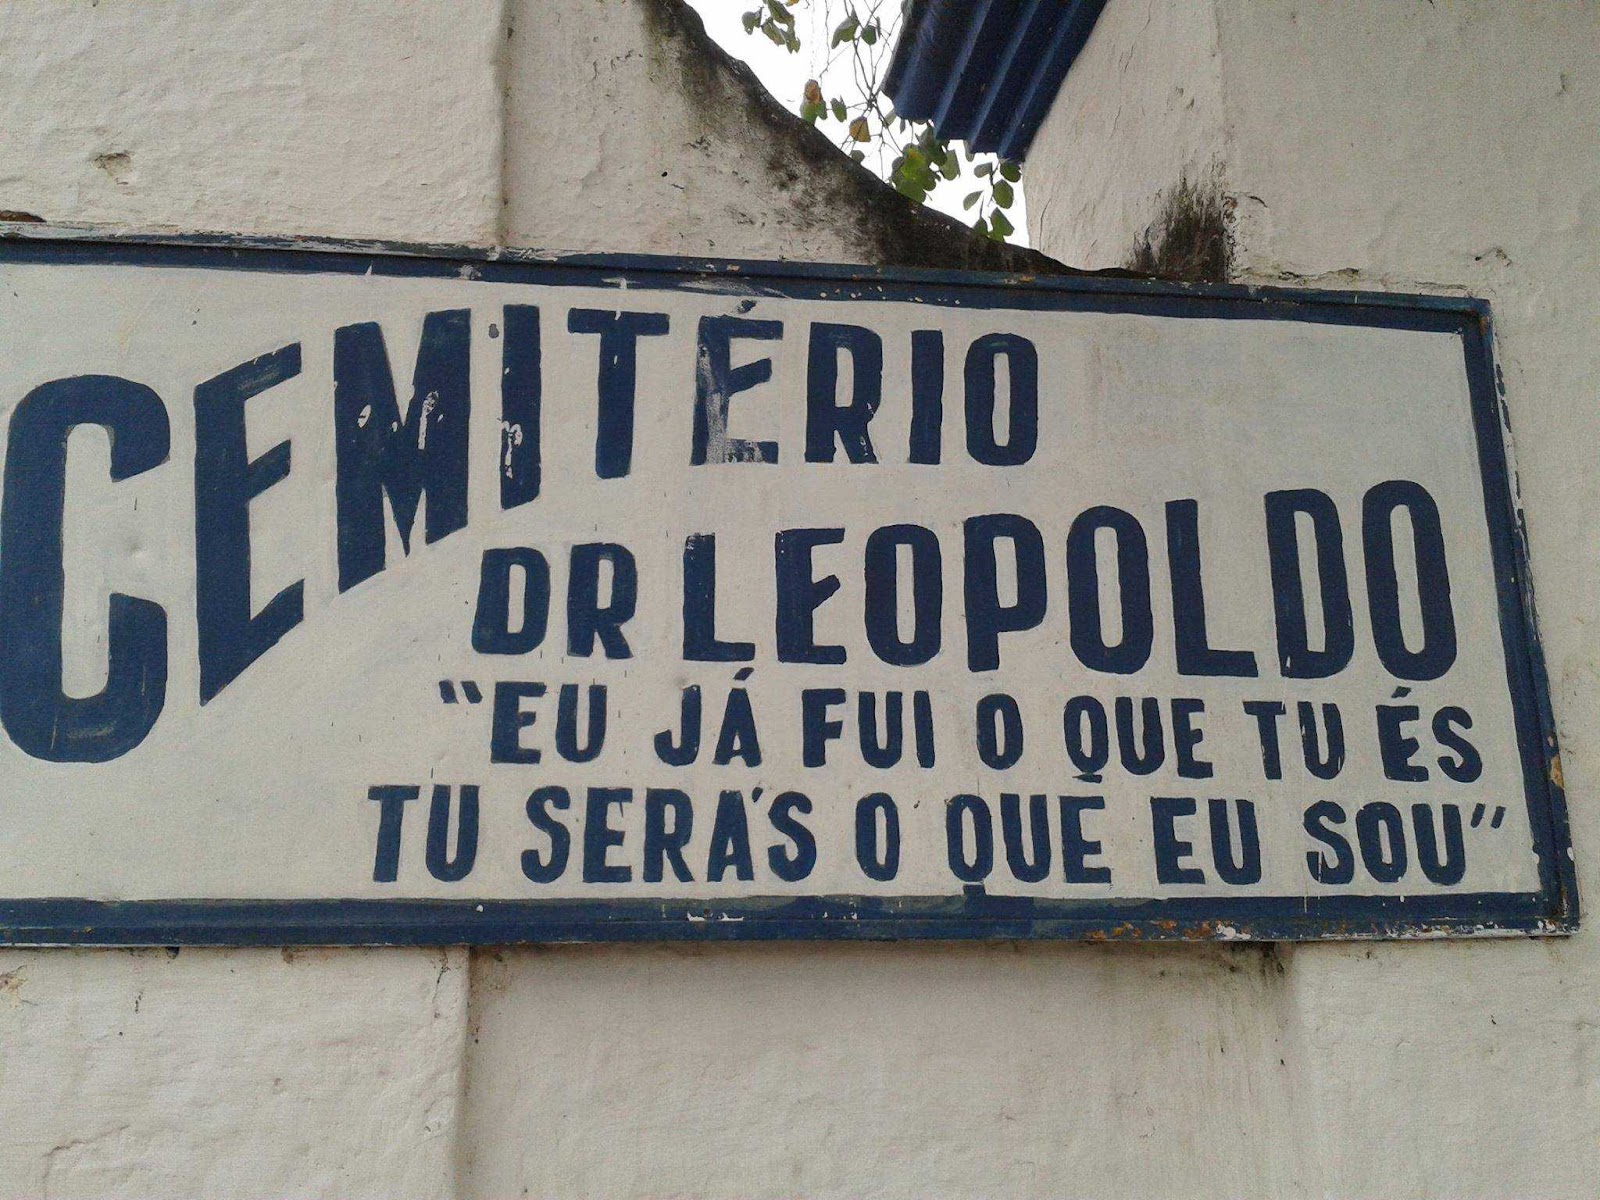 CEMITÉRIO
DR LEOPOLDO
"EU JÁ FUI O QUE TU ÉS
TU SERÁS O QUE EU SOU"